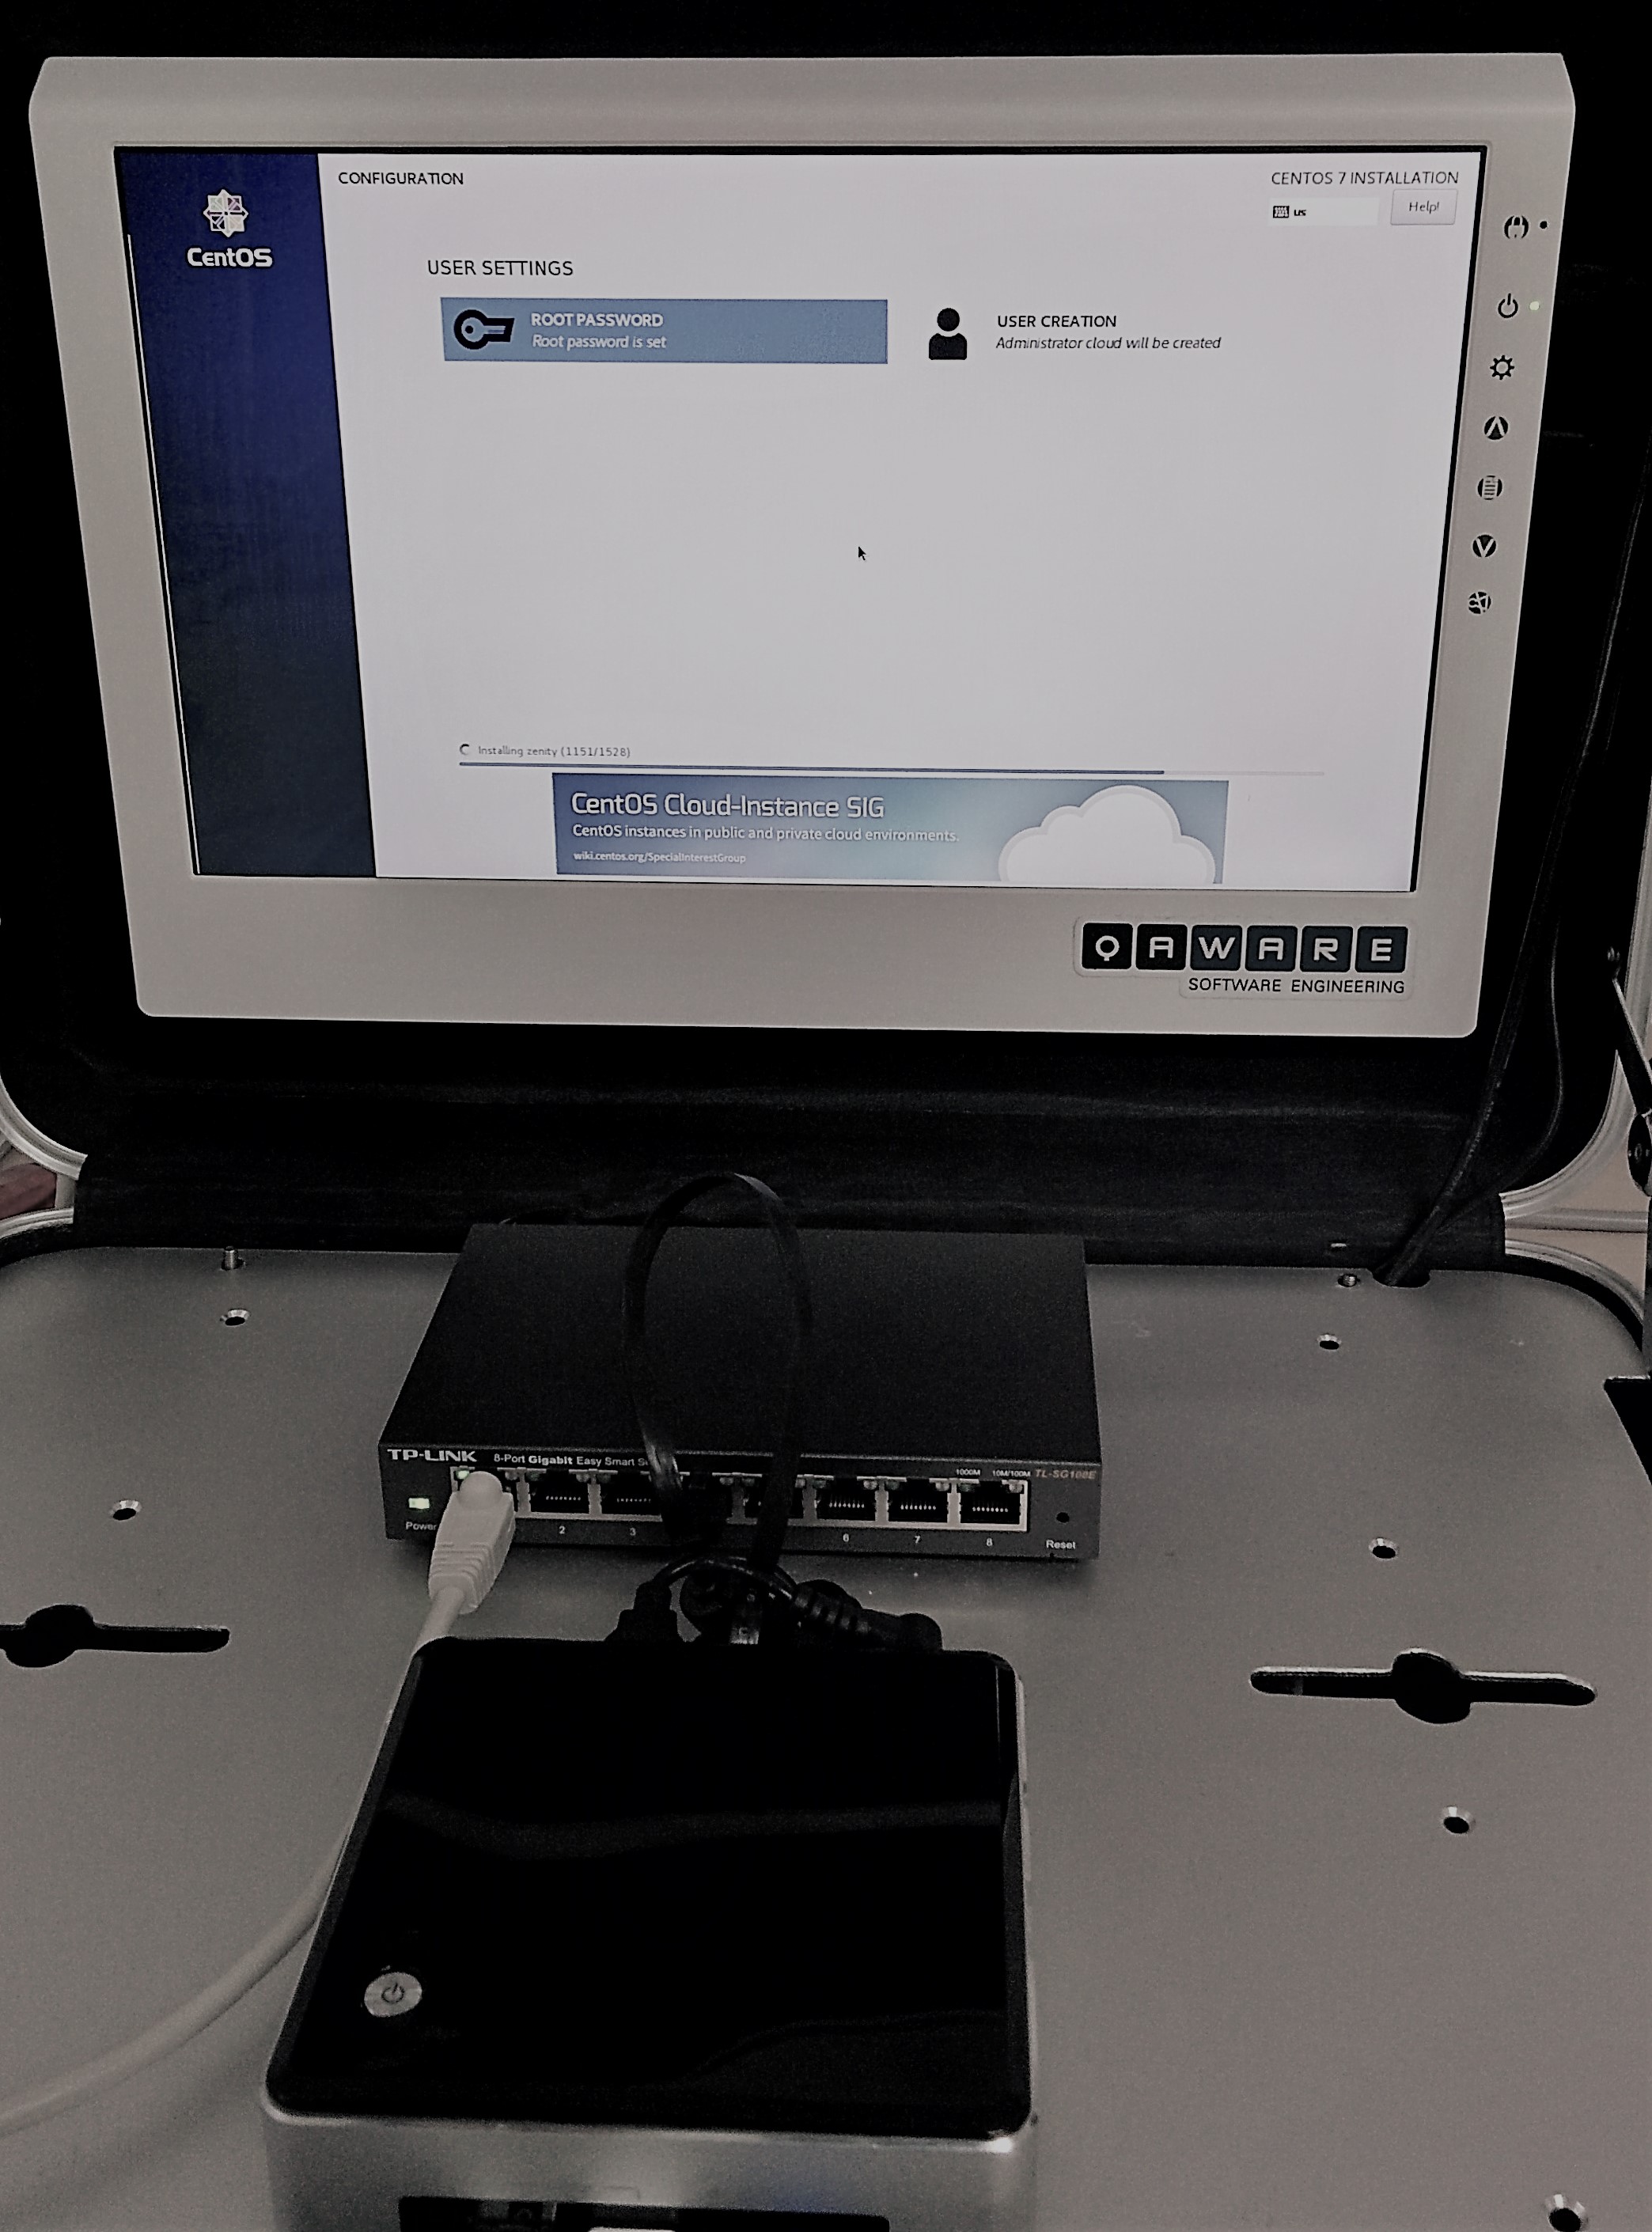 CONFIGURATION
CENTOS 7 INSTALLATION
us
Help!
CentOS
USER SETTINGS
ROOT PASSWORD
Root password is set
USER CREATION
Administrator cloud will be created
Installing zenity (1151/1528)
CentOS Cloud-Instance SIG
CentOS instances in public and private cloud environments.
wiki.centos.org/SpecialInterestGroup
QAWARE
SOFTWARE ENGINEERING
TP-LINK 8-Port Gigabit Easy Smart
1000M 10M/100M TL-SG108E
Power 2 3 6 7 8 Reset